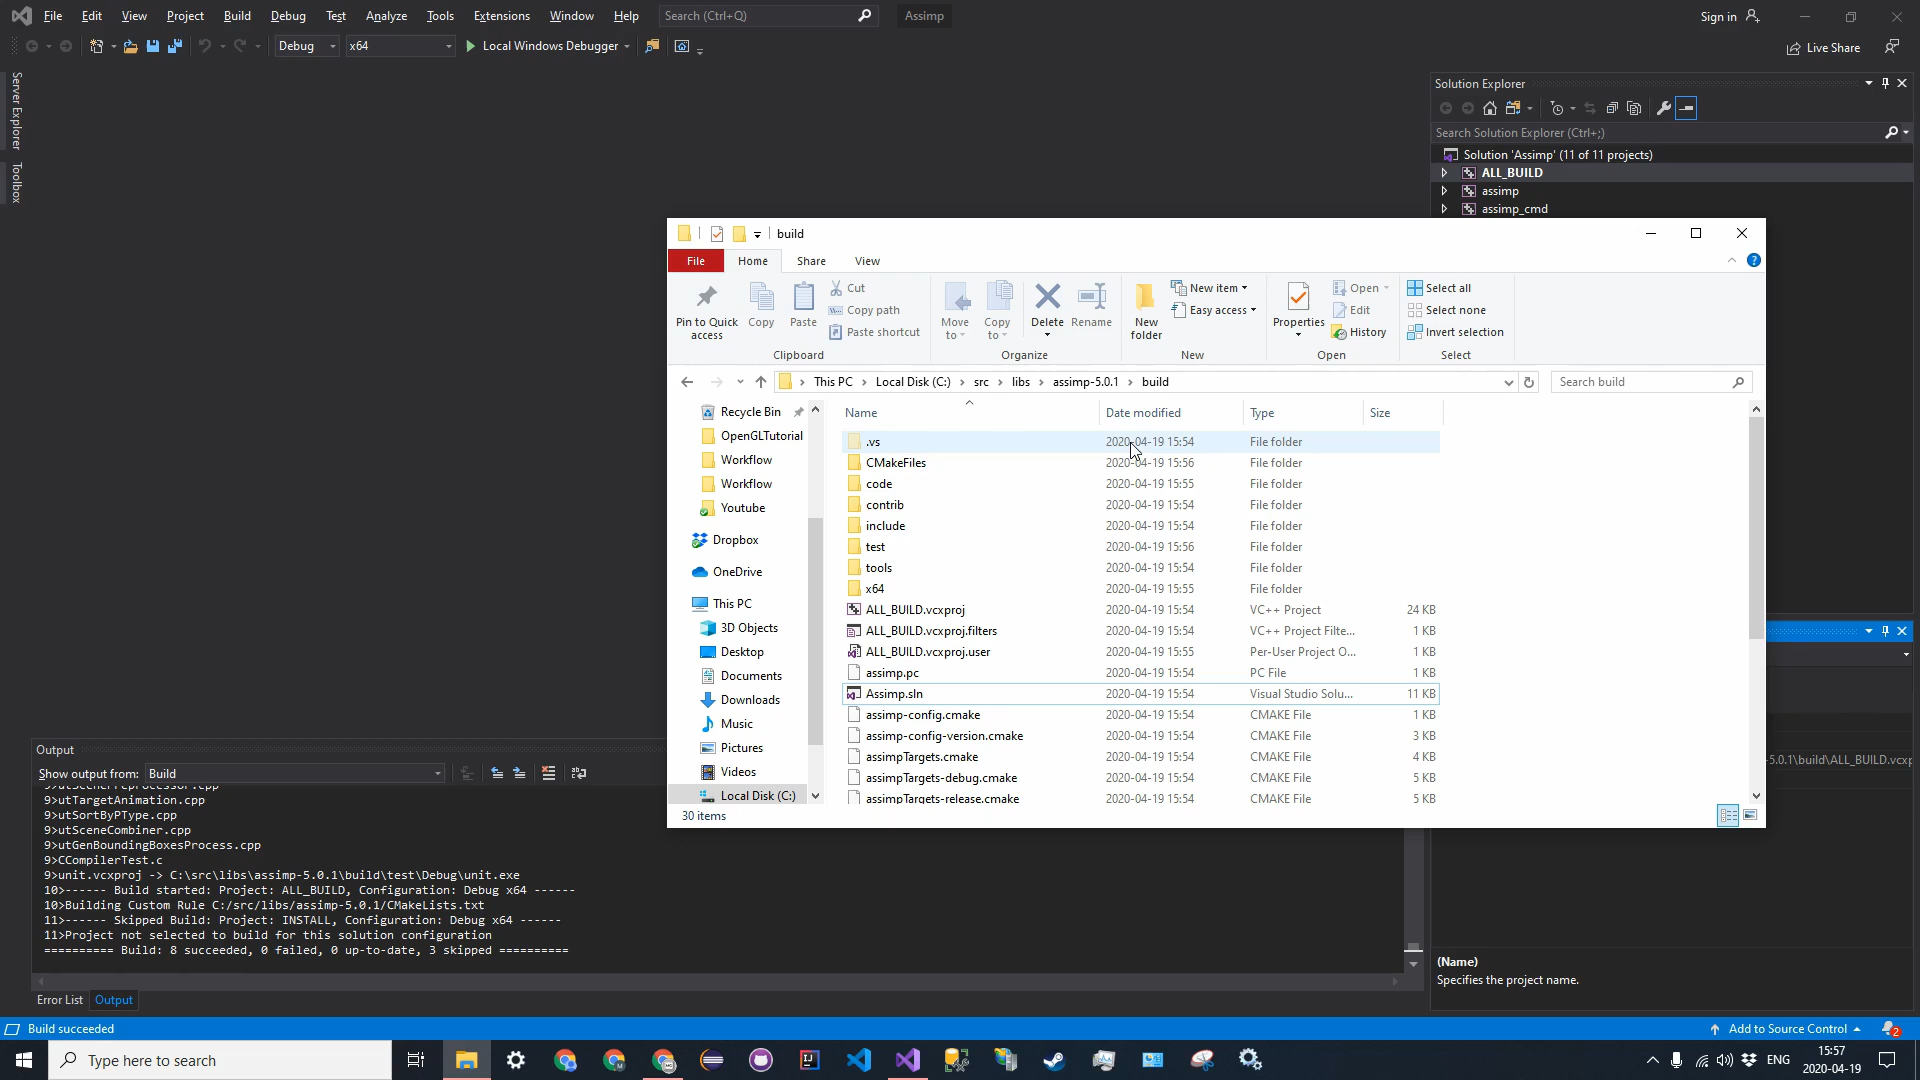 File Edit View Project Build Debug Test Analyze Tools Extensions Window Help Search (Ctrl+Q) Assimp Sign in
Debug x64 Local Windows Debugger Live Share
Server Explorer
Toolbox
Solution Explorer
Search Solution Explorer (Ctrl+;)
Solution 'Assimp' (11 of 11 projects)
ALL_BUILD
assimp
assimp_cmd
build
File Home Share View
Pin to Quick access
Copy
Paste
Cut
Copy path
Paste shortcut
Clipboard
Move to
Copy to
Delete
Rename
Organize
New folder
New item
Easy access
New
Properties
Open
Edit
History
Open
Select all
Select none
Invert selection
Select
This PC Local Disk (C:) src libs assimp-5.0.1 build
Search build
Recycle Bin
OpenGLTutorial
Workflow
Workflow
Youtube
Dropbox
OneDrive
This PC
3D Objects
Desktop
Documents
Downloads
Music
Pictures
Videos
Local Disk (C:)
Name Date modified Type Size
.vs 2020-04-19 15:54 File folder
CMakeFiles 2020-04-19 15:56 File folder
code 2020-04-19 15:55 File folder
contrib 2020-04-19 15:54 File folder
include 2020-04-19 15:54 File folder
test 2020-04-19 15:56 File folder
tools 2020-04-19 15:54 File folder
x64 2020-04-19 15:55 File folder
ALL_BUILD.vcxproj 2020-04-19 15:54 VC++ Project 24 KB
ALL_BUILD.vcxproj.filters 2020-04-19 15:54 VC++ Project Filte... 1 KB
ALL_BUILD.vcxproj.user 2020-04-19 15:55 Per-User Project O... 1 KB
assimp.pc 2020-04-19 15:54 PC File 1 KB
Assimp.sln 2020-04-19 15:54 Visual Studio Solu... 11 KB
assimp-config.cmake 2020-04-19 15:54 CMAKE File 1 KB
assimp-config-version.cmake 2020-04-19 15:54 CMAKE File 3 KB
assimpTargets.cmake 2020-04-19 15:54 CMAKE File 4 KB
assimpTargets-debug.cmake 2020-04-19 15:54 CMAKE File 5 KB
assimpTargets-release.cmake 2020-04-19 15:54 CMAKE File 5 KB
30 items
-5.0.1\build\ALL_BUILD.vcxp
Output
Show output from: Build
9>utScenePreprocessor.cpp
9>utTargetAnimation.cpp
9>utSortByPType.cpp
9>utSceneCombiner.cpp
9>utGenBoundingBoxesProcess.cpp
9>CCompilerTest.c
9>unit.vcxproj -> C:\src\libs\assimp-5.0.1\build\test\Debug\unit.exe
10>------ Build started: Project: ALL_BUILD, Configuration: Debug x64 ------
10>Building Custom Rule C:/src/libs/assimp-5.0.1/CMakeLists.txt
11>------ Skipped Build: Project: INSTALL, Configuration: Debug x64 ------
11>Project not selected to build for this solution configuration
========== Build: 8 succeeded, 0 failed, 0 up-to-date, 3 skipped ==========
Error List Output
(Name)
Specifies the project name.
Build succeeded
Add to Source Control
2
Type here to search
ENG
15:57
2020-04-19